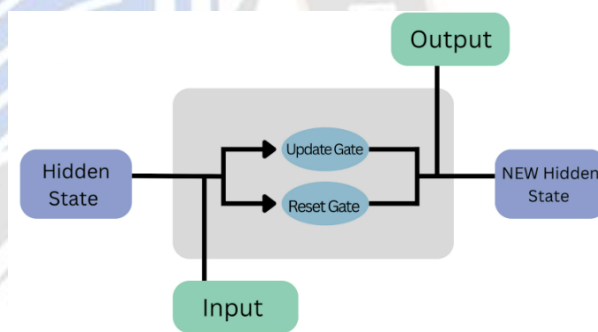 Output
Update Gate
Hidden
State
NEW Hidden
State
Reset Gate
Input